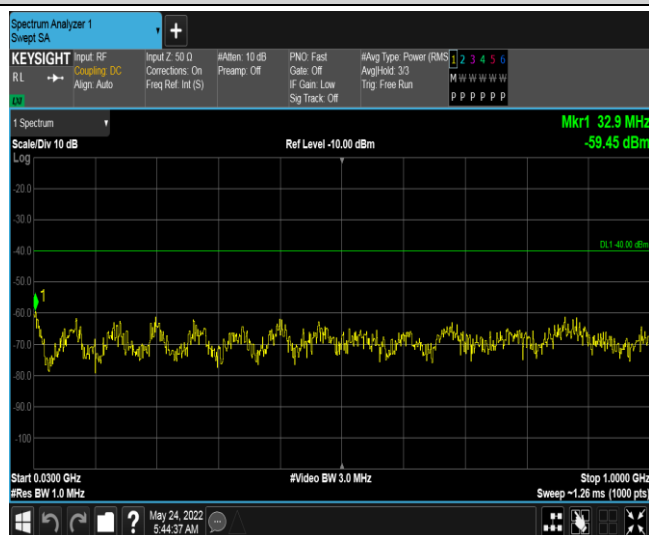 Spectrum Analyzer 1
Swept SA
+
KEYSIGHT
RL
LXI
Input: RF
Coupling: DC
Align: Auto
Input Z: 50 Ω
Corrections: On
Freq Ref: Int (S)
#Atten: 10 dB
Preamp: Off
PNO: Fast
Gate: Off
IF Gain: Low
Sig Track: Off
#Avg Type: Power (RMS
Avg|Hold: 3/3
Trig: Free Run
1 2 3 4 5 6
M W W W W W
P P P P P P
1 Spectrum
Scale/Div 10 dB
Log
Ref Level -10.00 dBm
Mkr1 32.9 MHz
-59.45 dBm
-20.0
-30.0
-40.0
DL1 -40.00 dBm
-50.0
1
-60.0
-70.0
-80.0
-90.0
-100
Start 0.0300 GHz
#Res BW 1.0 MHz
#Video BW 3.0 MHz
Stop 1.0000 GHz
Sweep ~1.26 ms (1000 pts)
?
May 24, 2022
5:44:37 AM